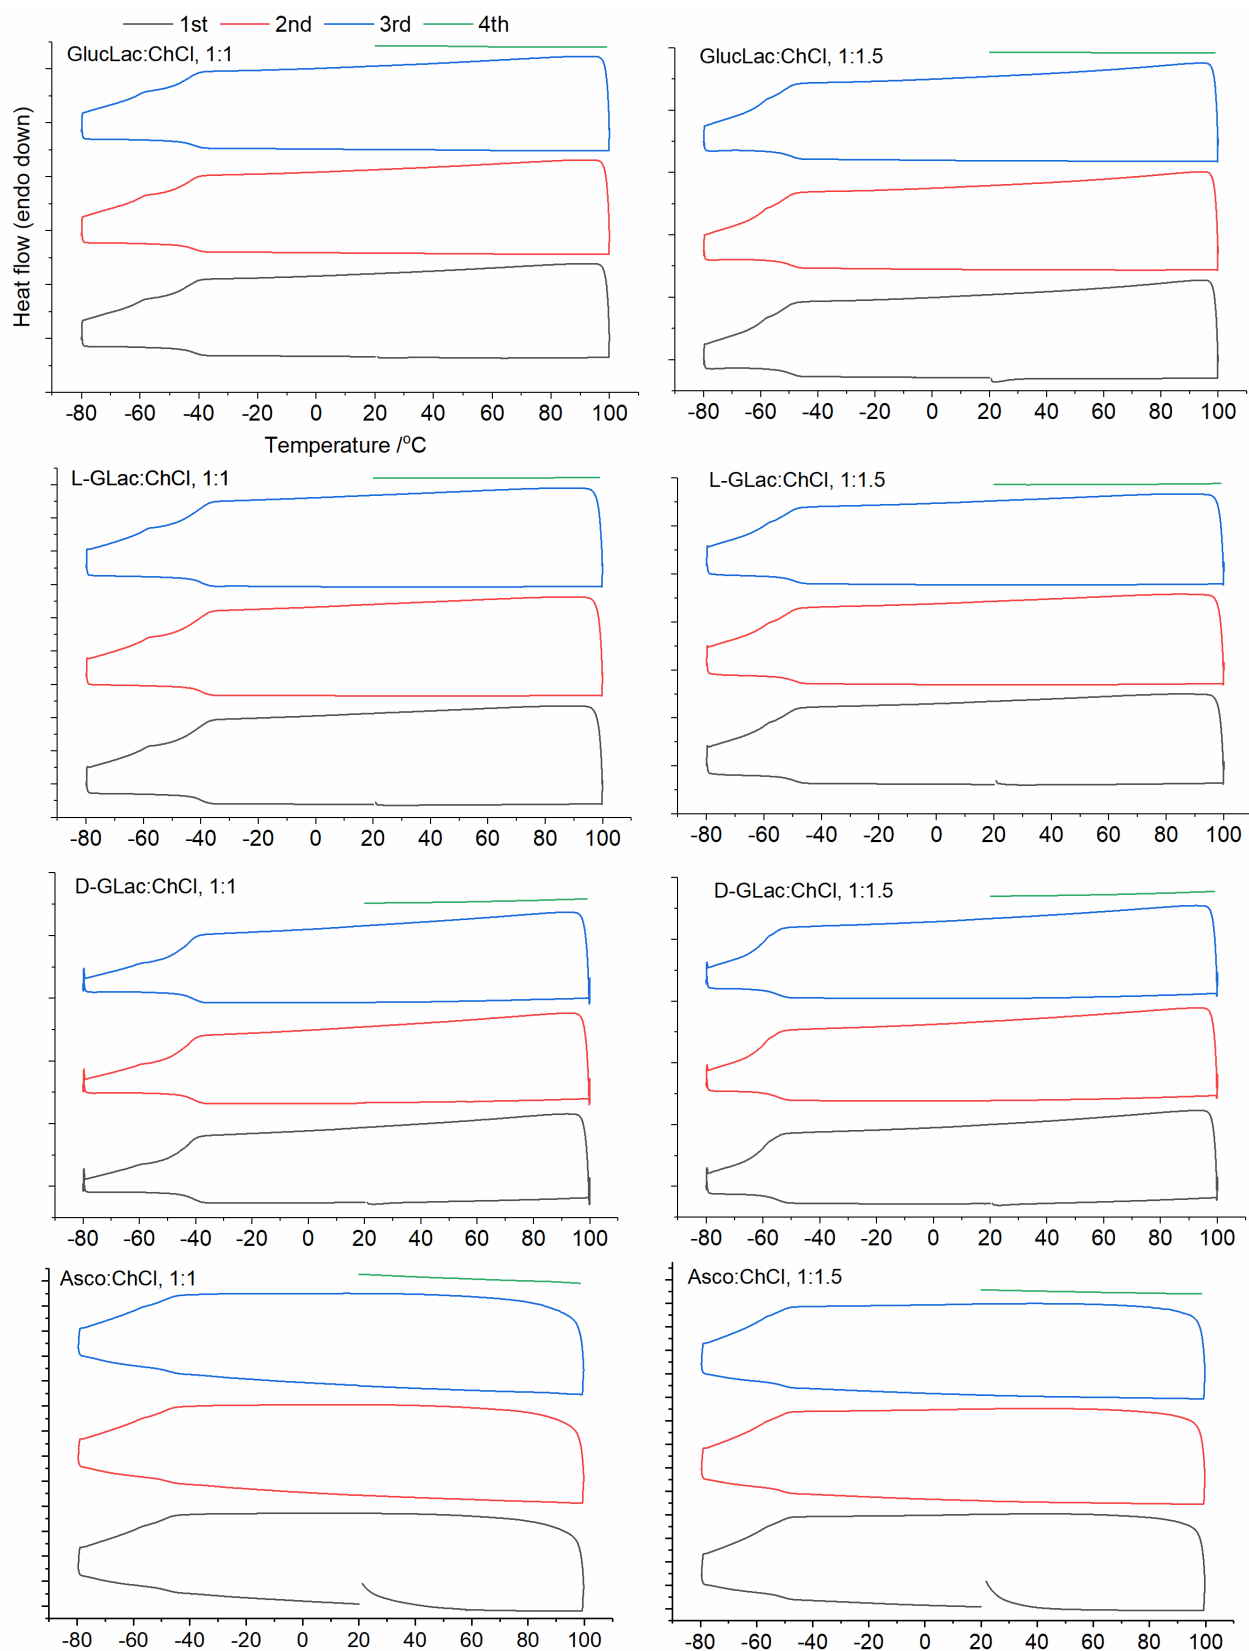 1st 2nd 3rd 4th
GlucLac:ChCl, 1:1
GlucLac:ChCl, 1:1.5
Heat flow (endo down)
-80 -60 -40 -20 0 20 40 60 80 100
-80 -60 -40 -20 0 20 40 60 80 100
Temperature /°C
L-GLac:ChCl, 1:1
L-GLac:ChCl, 1:1.5
-80 -60 -40 -20 0 20 40 60 80 100
-80 -60 -40 -20 0 20 40 60 80 100
D-GLac:ChCl, 1:1
D-GLac:ChCl, 1:1.5
-80 -60 -40 -20 0 20 40 60 80 100
-80 -60 -40 -20 0 20 40 60 80 100
Asco:ChCl, 1:1
Asco:ChCl, 1:1.5
-80 -60 -40 -20 0 20 40 60 80 100
-80 -60 -40 -20 0 20 40 60 80 100